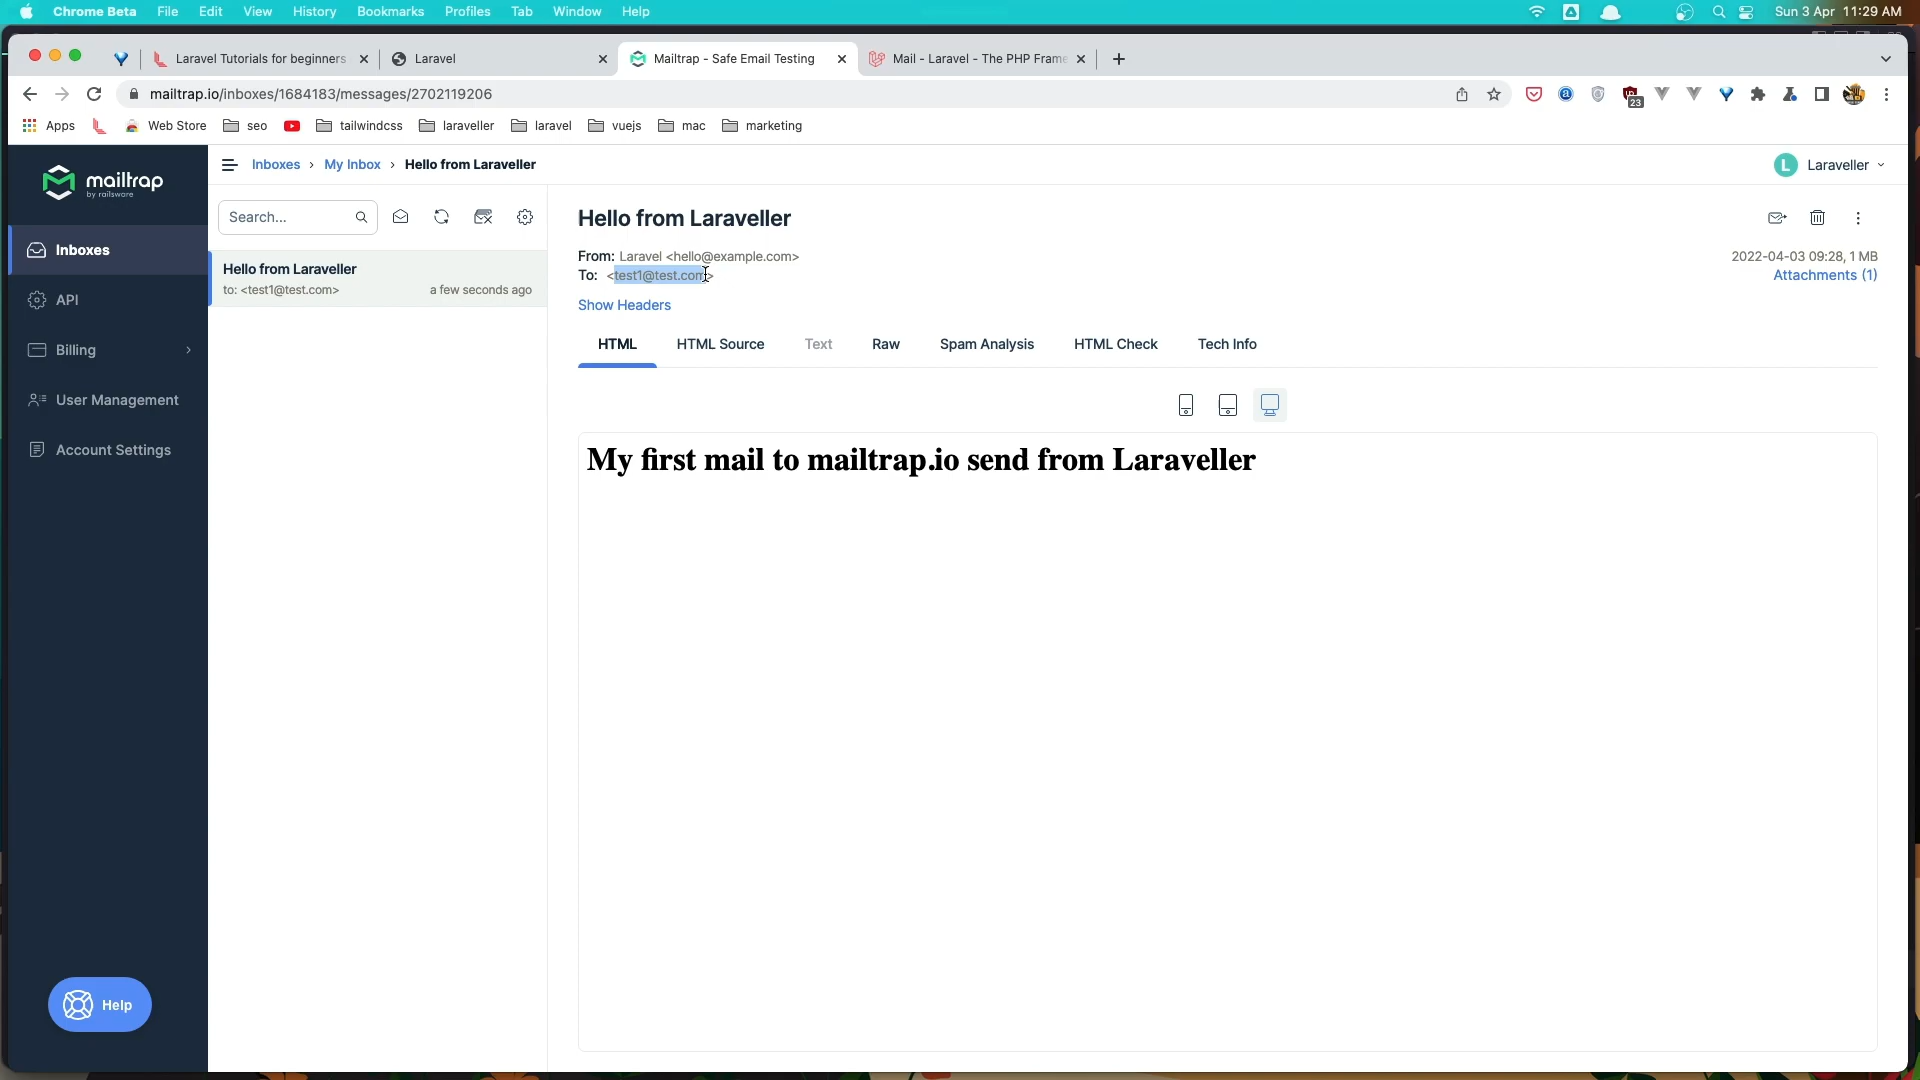 Chrome Beta File Edit View History Bookmarks Profiles Tab Window Help Sun 3 Apr 11:29 AM
Laravel Tutorials for beginners Laravel Mailtrap - Safe Email Testing Mail - Laravel - The PHP Frame
mailtrap.io/inboxes/1684183/messages/2702119206 23
Apps Web Store seo tailwindcss laraveller laravel vuejs mac marketing
mailtrap
by railsware
Inboxes
API
Billing
User Management
Account Settings
Help
Inboxes › My Inbox › Hello from Laraveller
L Laraveller
Search...
Hello from Laraveller
to: <test1@test.com> a few seconds ago
Hello from Laraveller
From: Laravel <hello@example.com> 2022-04-03 09:28, 1 MB
To: <test1@test.com> Attachments (1)
Show Headers
HTML HTML Source Text Raw Spam Analysis HTML Check Tech Info
My first mail to mailtrap.io send from Laraveller